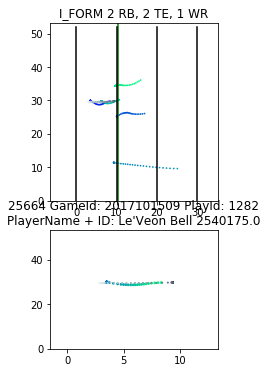 I_FORM 2 RB, 2 TE, 1 WR
50
40
30
20
10
0
0 10 20 30
25664 GameId: 2017101509 PlayId: 1282
PlayerName + ID: Le'Veon Bell 2540175.0
40
20
0
0 5 10